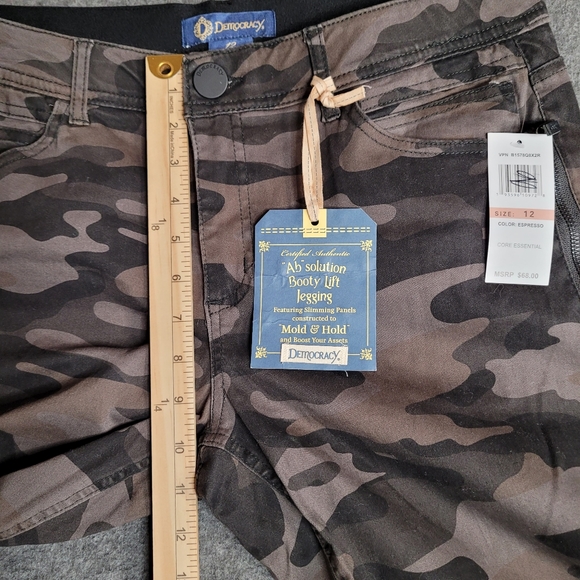 DEMOCRACY
1
2
3
4
5
6
7
8
9
10
11
12
Certified Authentic
"Ab"solution
Booty Lift
Jegging
Featuring Slimming Panels
constructed to
"Mold & Hold"
and Boost Your Assets
DEMOCRACY
SIZE: 12
COLOR: ESPRESSO
CORE ESSENTIAL
MSRP $68.00